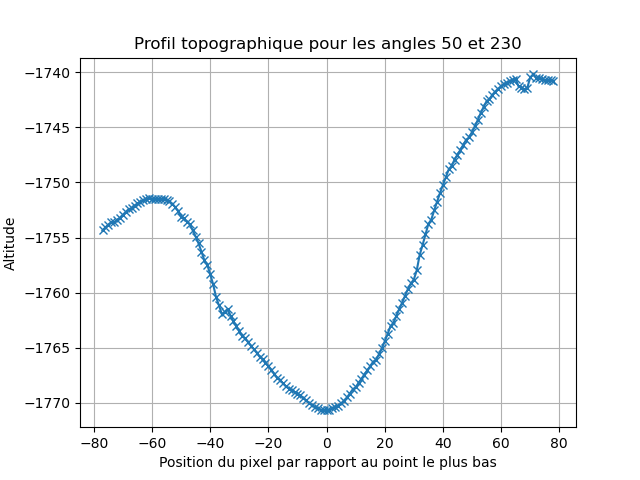 Profil topographique pour les angles 50 et 230
−1740
−1745
−1750
−1755
−1760
−1765
−1770
Altitude
−80 −60 −40 −20 0 20 40 60 80
Position du pixel par rapport au point le plus bas